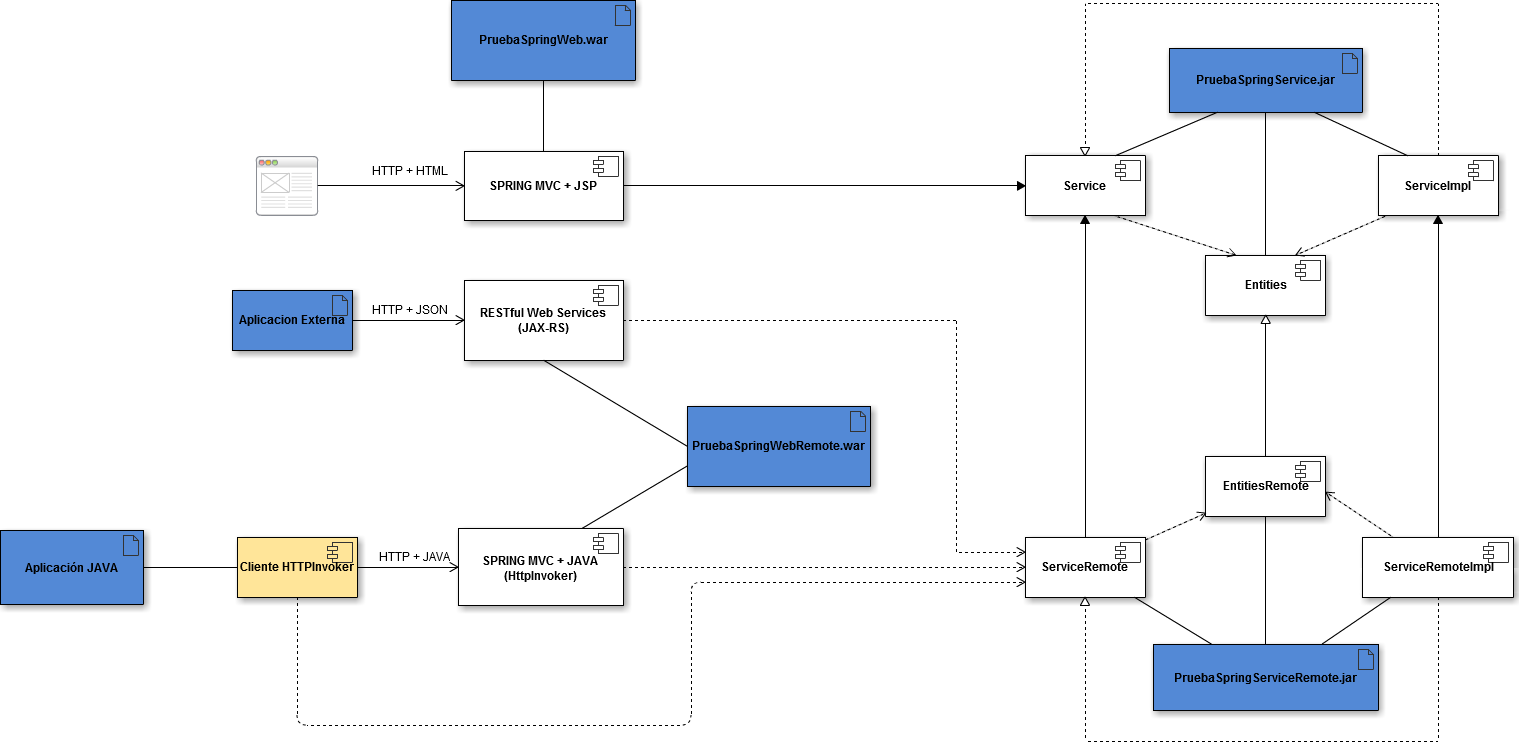 PruebaSpringWeb.war
PruebaSpringService.jar
HTTP + HTML
SPRING MVC + JSP
Service
ServiceImpl
Entities
Aplicacion Externa
HTTP + JSON
RESTful Web Services
(JAX-RS)
PruebaSpringWebRemote.war
EntitiesRemote
Aplicación JAVA
Cliente HTTPInvoker
HTTP + JAVA
SPRING MVC + JAVA
(HttpInvoker)
ServiceRemote
ServiceRemoteImpl
PruebaSpringServiceRemote.jar